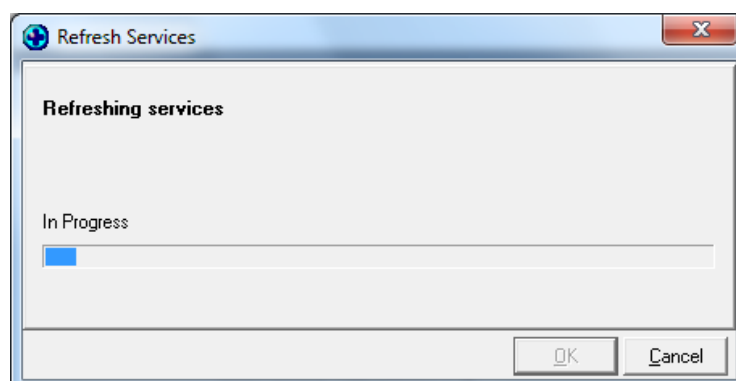 Refresh Services
Refreshing services
In Progress
OK
Cancel